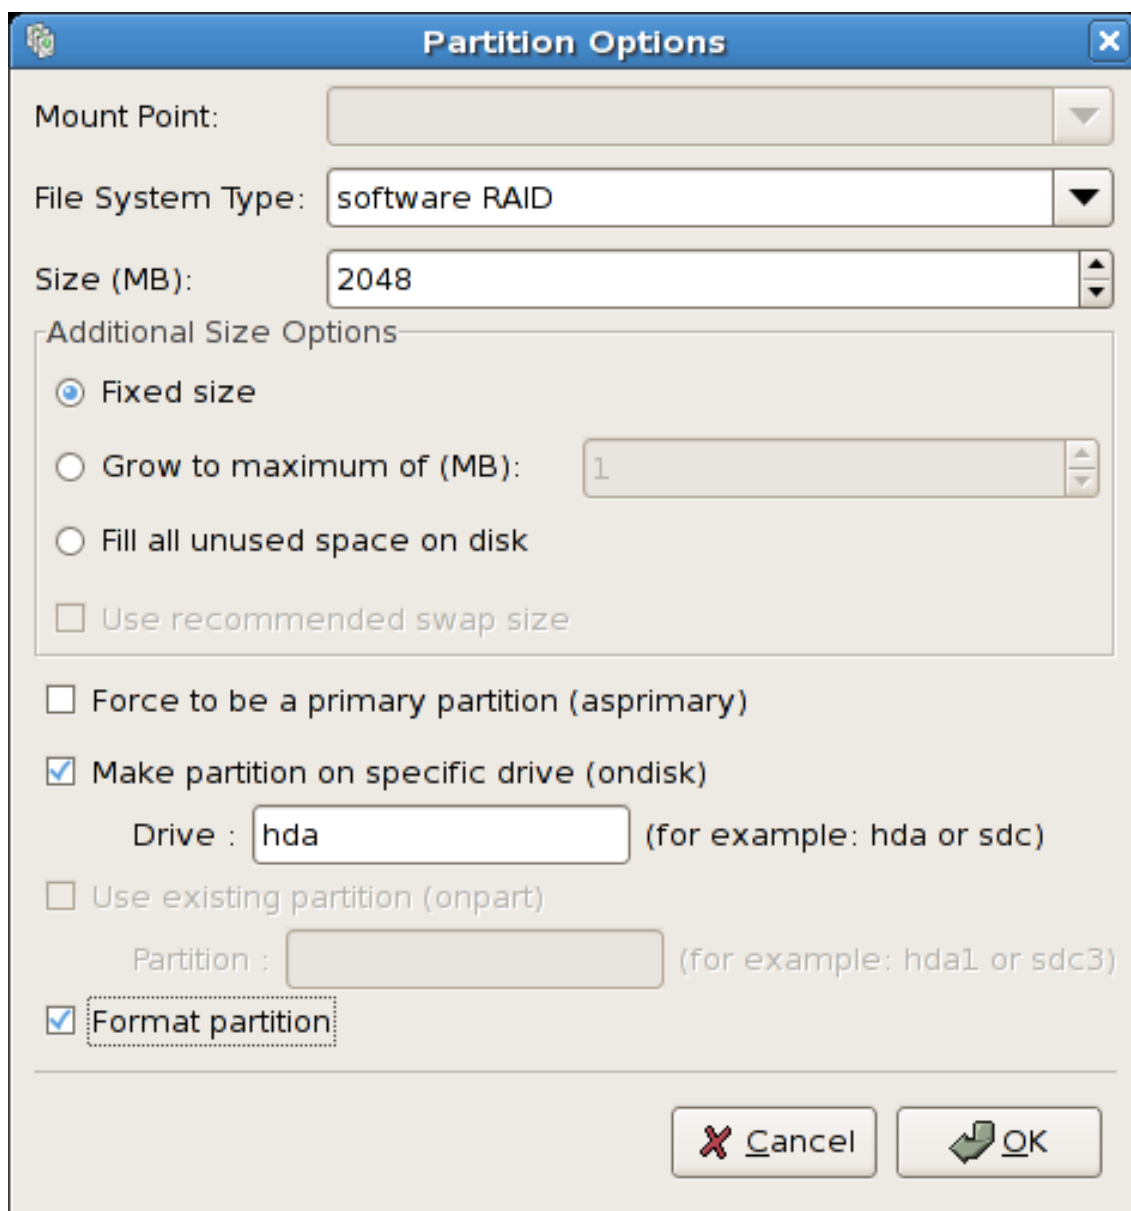 Partition Options
Mount Point:
File System Type: software RAID
Size (MB): 2048
Additional Size Options
Fixed size
Grow to maximum of (MB): 1
Fill all unused space on disk
Use recommended swap size
Force to be a primary partition (asprimary)
Make partition on specific drive (ondisk)
Drive : hda (for example: hda or sdc)
Use existing partition (onpart)
Partition : (for example: hda1 or sdc3)
Format partition
Cancel OK